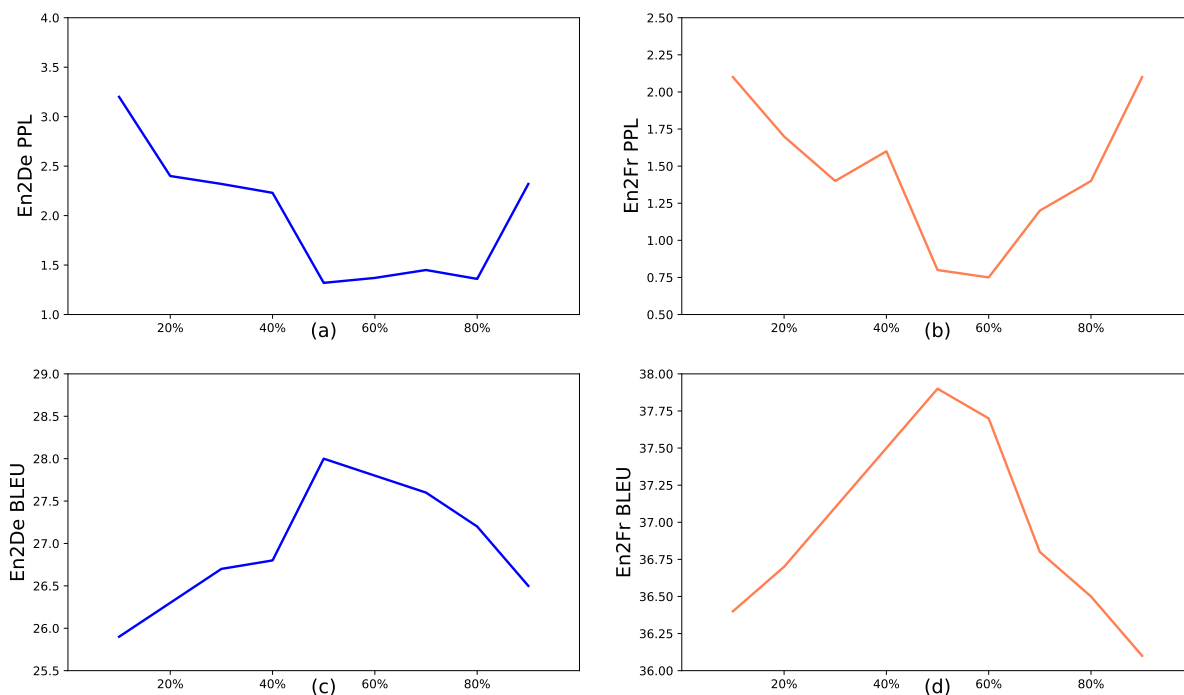 En2De PPL
4.0
3.5
3.0
2.5
2.0
1.5
1.0
20% 40% 60% 80%
(a)
En2Fr PPL
2.50
2.25
2.00
1.75
1.50
1.25
1.00
0.75
0.50
20% 40% 60% 80%
(b)
En2De BLEU
29.0
28.5
28.0
27.5
27.0
26.5
26.0
25.5
20% 40% 60% 80%
(c)
En2Fr BLEU
38.00
37.75
37.50
37.25
37.00
36.75
36.50
36.25
36.00
20% 40% 60% 80%
(d)